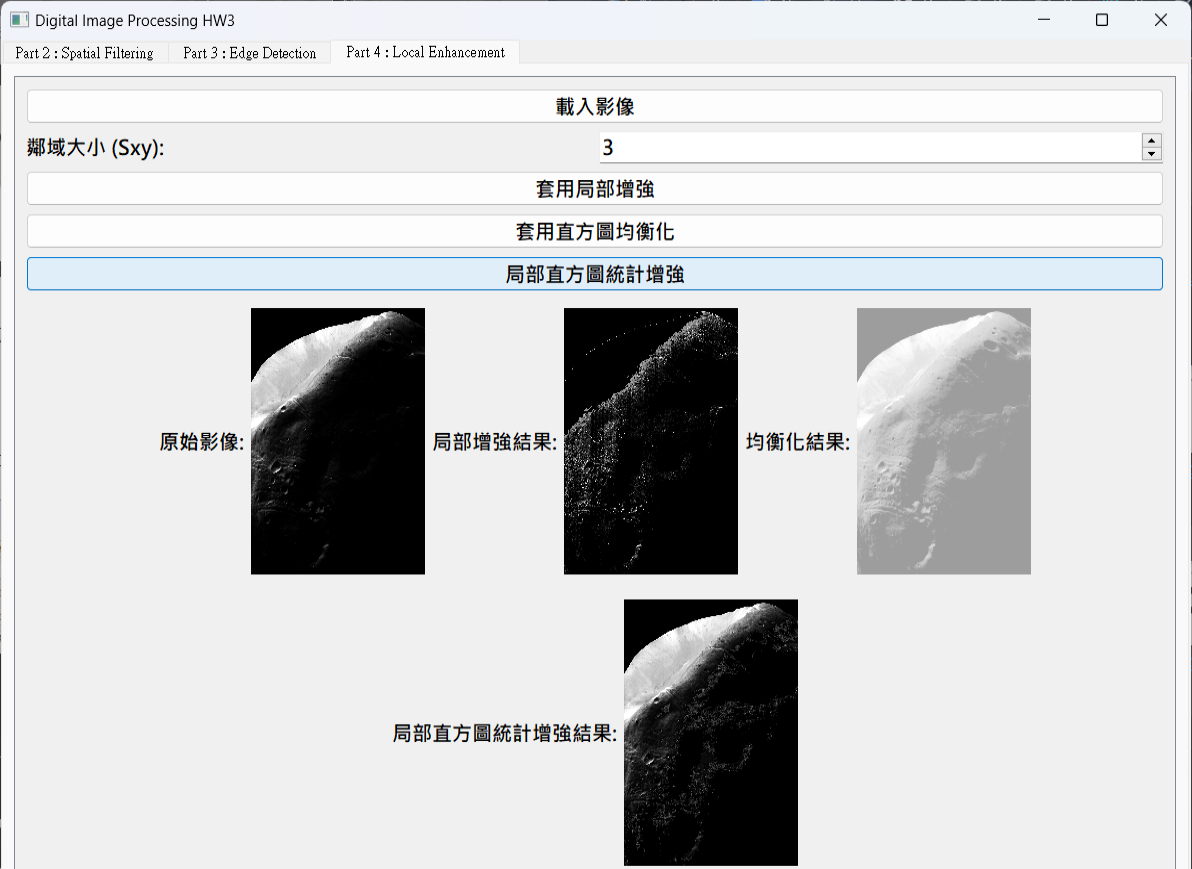 Digital Image Processing HW3
Part 2 : Spatial Filtering Part 3 : Edge Detection Part 4 : Local Enhancement
載入影像
鄰域大小 (Sxy): 3
套用局部增強
套用直方圖均衡化
局部直方圖統計增強
原始影像: 局部增強結果: 均衡化結果:
局部直方圖統計增強結果: